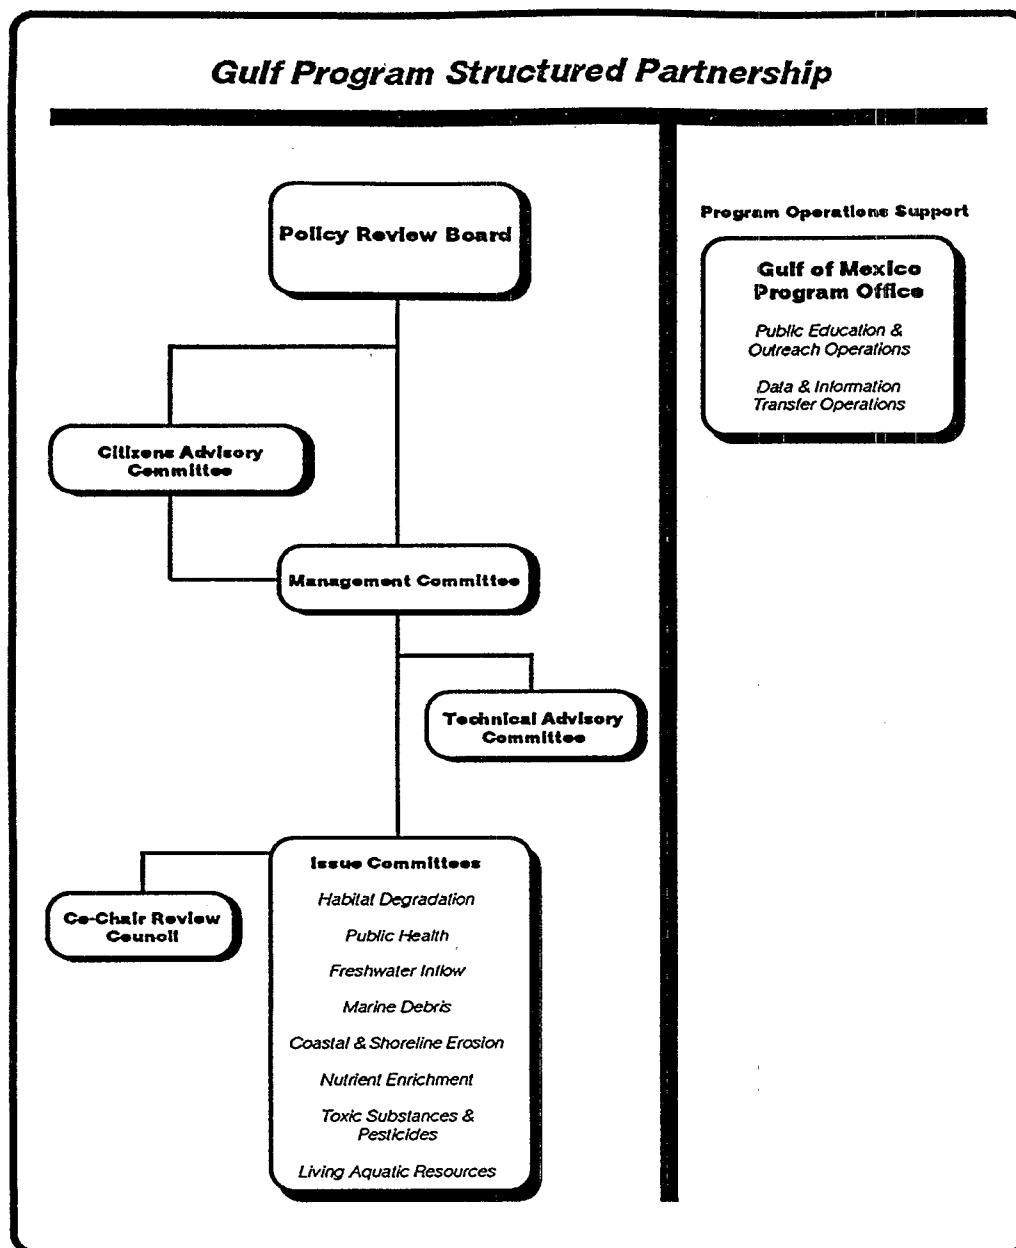 Gulf Program Structured Partnership
Policy Review Board
Citizens Advisory
Committee
Management Committee
Technical Advisory
Committee
Co-Chair Review
Council
Issue Committees
Habitat Degradation
Public Health
Freshwater Inflow
Marine Debris
Coastal & Shoreline Erosion
Nutrient Enrichment
Toxic Substances &
Pesticides
Living Aquatic Resources
Program Operations Support
Gulf of Mexico
Program Office
Public Education &
Outreach Operations
Data & Information
Transfer Operations